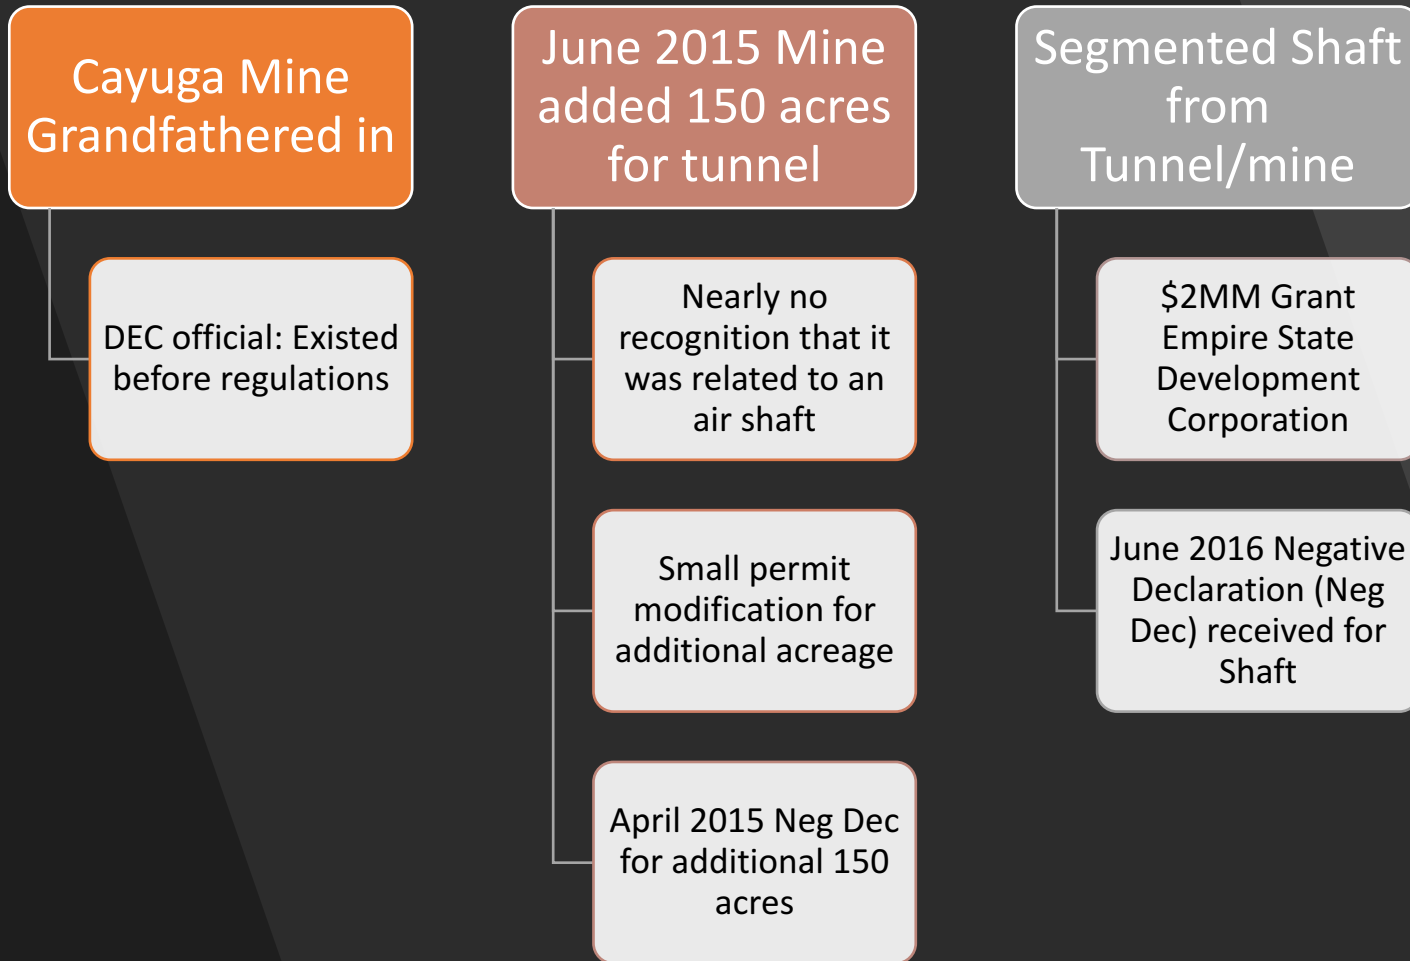 Cayuga Mine
Grandfathered in
DEC official: Existed
before regulations
June 2015 Mine
added 150 acres
for tunnel
Nearly no
recognition that it
was related to an
air shaft
Small permit
modification for
additional acreage
April 2015 Neg Dec
for additional 150
acres
Segmented Shaft
from
Tunnel/mine
$2MM Grant
Empire State
Development
Corporation
June 2016 Negative
Declaration (Neg
Dec) received for
Shaft